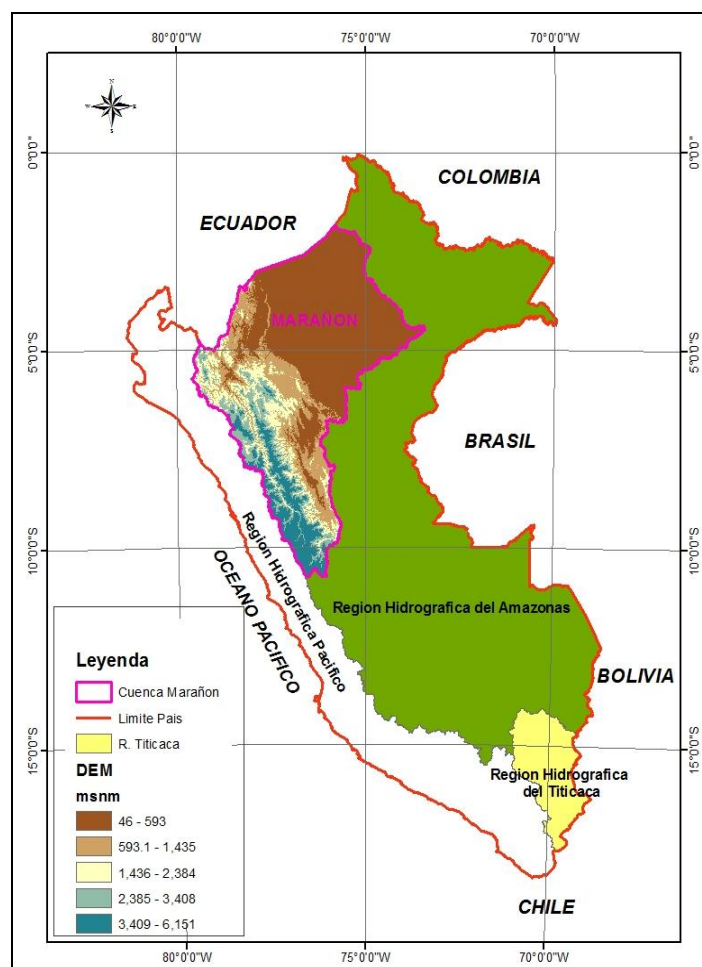 80°0'0"W
75°0'0"W
70°0'0"W
N
W
E
S
0°0'0"
0°0'0"
COLOMBIA
ECUADOR
MARAÑON
5°0'0"S
5°0'0"S
BRASIL
10°0'0"S
10°0'0"S
Region Hidrografica Pacifico
OCEANO PACIFICO
Region Hidrografica del Amazonas
BOLIVIA
Leyenda
Cuenca Marañon
Limite Pais
R. Titicaca
15°0'0"S
15°0'0"S
Region Hidrografica
del Titicaca
DEM
msnm
46 - 593
593.1 - 1,435
1,436 - 2,384
2,385 - 3,408
3,409 - 6,151
CHILE
80°0'0"W
75°0'0"W
70°0'0"W